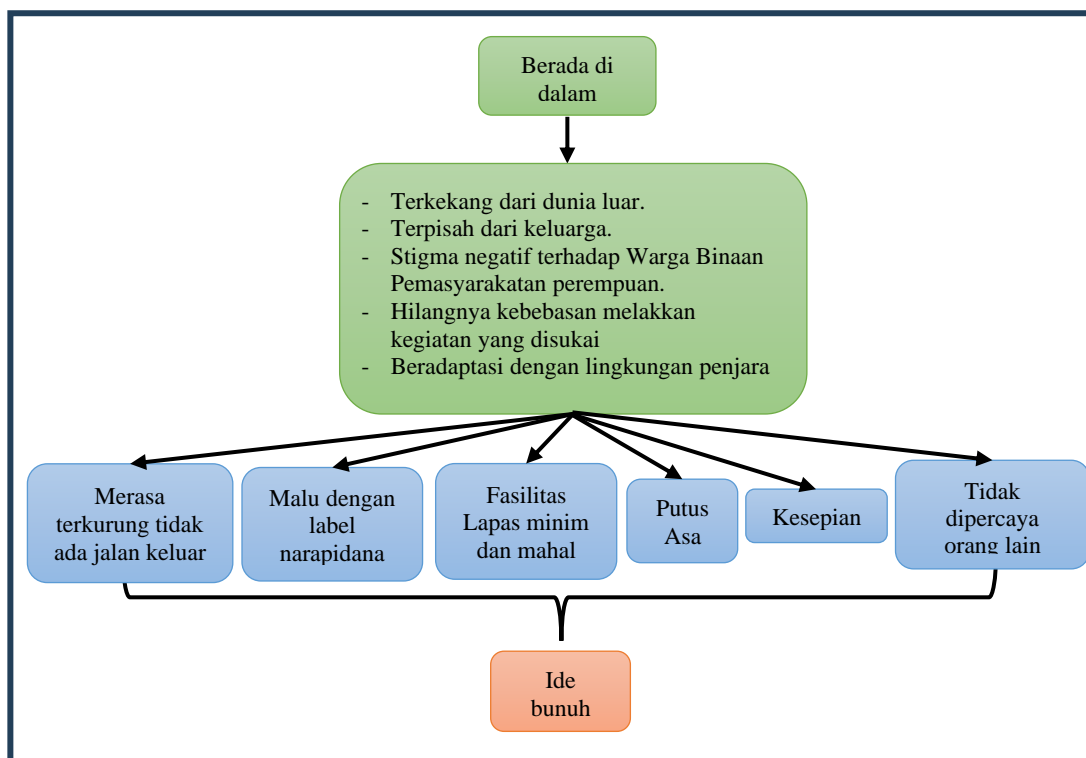 Berada di
dalam
- Terkekang dari dunia luar.
- Terpisah dari keluarga.
- Stigma negatif terhadap Warga Binaan
Pemasyarakatan perempuan.
- Hilangnya kebebasan melakkan
kegiatan yang disukai
- Beradaptasi dengan lingkungan penjara
Merasa
terkurung tidak
ada jalan keluar
Malu dengan
label
narapidana
Fasilitas
Lapas minim
dan mahal
Putus
Asa
Kesepian
Tidak
dipercaya
orang lain
Ide
bunuh